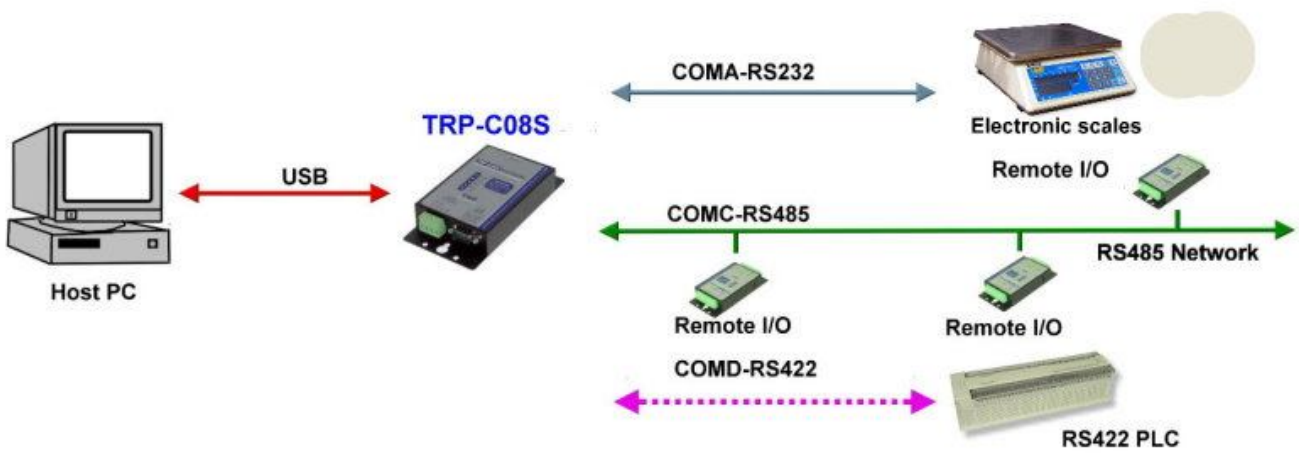 COMA-RS232
TRP-C08S
Electronic scales
USB
Remote I/O
COMC-RS485
RS485 Network
Host PC
Remote I/O
Remote I/O
COMD-RS422
RS422 PLC